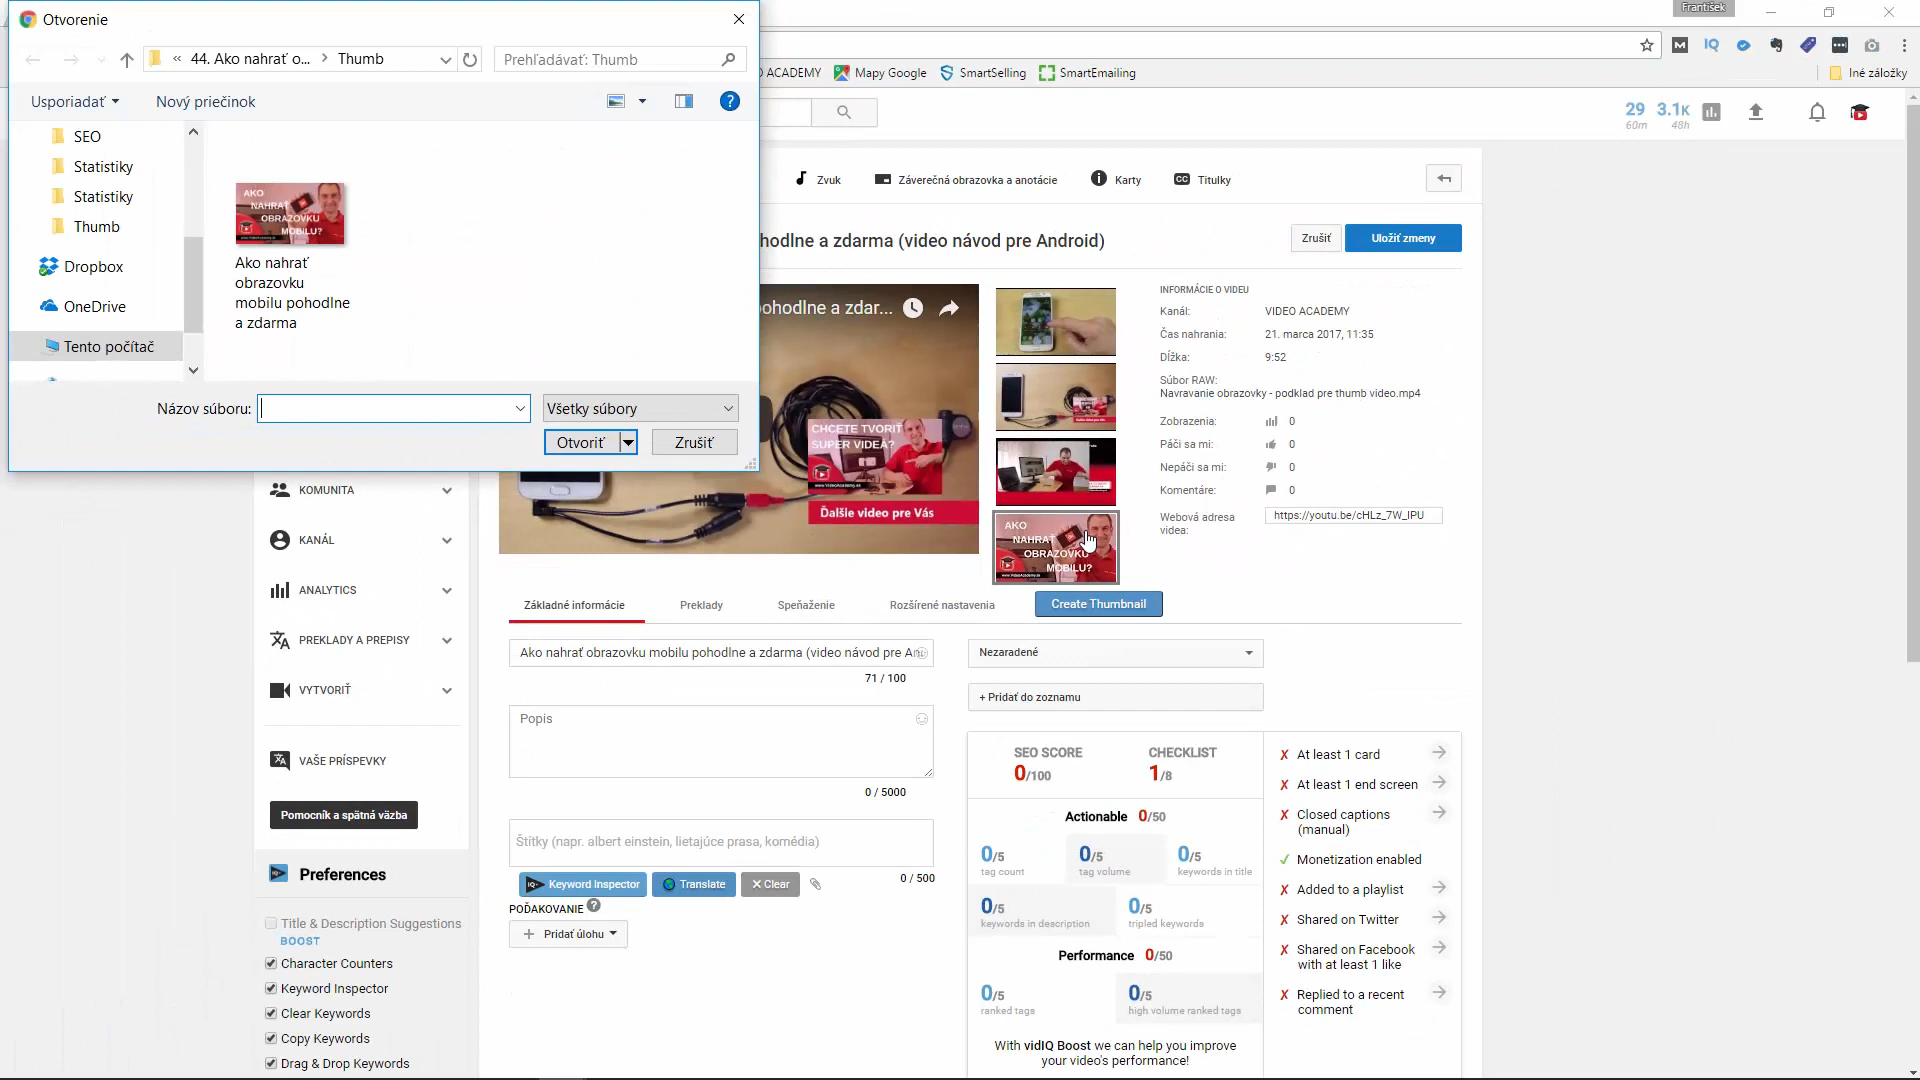 Otvorenie
František
« 44. Ako nahrať o... › Thumb
Prehľadávať: Thumb
ACADEMY
Mapy Google
SmartSelling
SmartEmailing
Iné záložky
Usporiadať
Nový priečinok
29 60m
3.1K 48h
SEO
Statistiky
Statistiky
Thumb
Dropbox
OneDrive
Tento počítač
AKO
NAHRAŤ
OBRAZOVKU
MOBILU?
Ako nahrať
obrazovku
mobilu pohodlne
a zdarma
Názov súboru:
Všetky súbory
Otvoriť
Zrušiť
Zvuk
Záverečná obrazovka a anotácie
Karty
Titulky
hodlne a zdarma (video návod pre Android)
Zrušiť
Uložiť zmeny
ohodlne a zdar...
CHCETE TVORIŤ
SUPER VIDEÁ?
www.VideoAcademy.sk
Ďalšie video pre Vás
AKO
NAHRAŤ
OBRAZOVKU
MOBILU?
www.VideoAcademy.sk
INFORMÁCIE O VIDEU
Kanál: VIDEO ACADEMY
Čas nahrania: 21. marca 2017, 11:35
Dĺžka: 9:52
Súbor RAW:
Navravanie obrazovky - podklad pre thumb video.mp4
Zobrazenia: 0
Páči sa mi: 0
Nepáči sa mi: 0
Komentáre: 0
Webová adresa
videa:
https://youtu.be/cHLz_7W_IPU
KOMUNITA
KANÁL
ANALYTICS
PREKLADY A PREPISY
VYTVORIŤ
VAŠE PRÍSPEVKY
Pomocník a spätná väzba
Preferences
Title & Description Suggestions
BOOST
Character Counters
Keyword Inspector
Clear Keywords
Copy Keywords
Drag & Drop Keywords
Základné informácie
Preklady
Speňaženie
Rozšírené nastavenia
Create Thumbnail
Ako nahrať obrazovku mobilu pohodlne a zdarma (video návod pre An
71 / 100
Popis
0 / 5000
Štítky (napr. albert einstein, lietajúce prasa, komédia)
Keyword Inspector
Translate
X Clear
0 / 500
POĎAKOVANIE ?
+ Pridať úlohu
Nezaradené
+ Pridať do zoznamu
SEO SCORE
0/100
CHECKLIST
1/8
Actionable 0/50
0/5
tag count
0/5
tag volume
0/5
keywords in title
0/5
keywords in description
0/5
tripled keywords
Performance 0/50
0/5
ranked tags
0/5
high volume ranked tags
With vidIQ Boost we can help you improve
your video's performance!
✗ At least 1 card
✗ At least 1 end screen
✗ Closed captions
(manual)
✓ Monetization enabled
✗ Added to a playlist
✗ Shared on Twitter
✗ Shared on Facebook
with at least 1 like
✗ Replied to a recent
comment